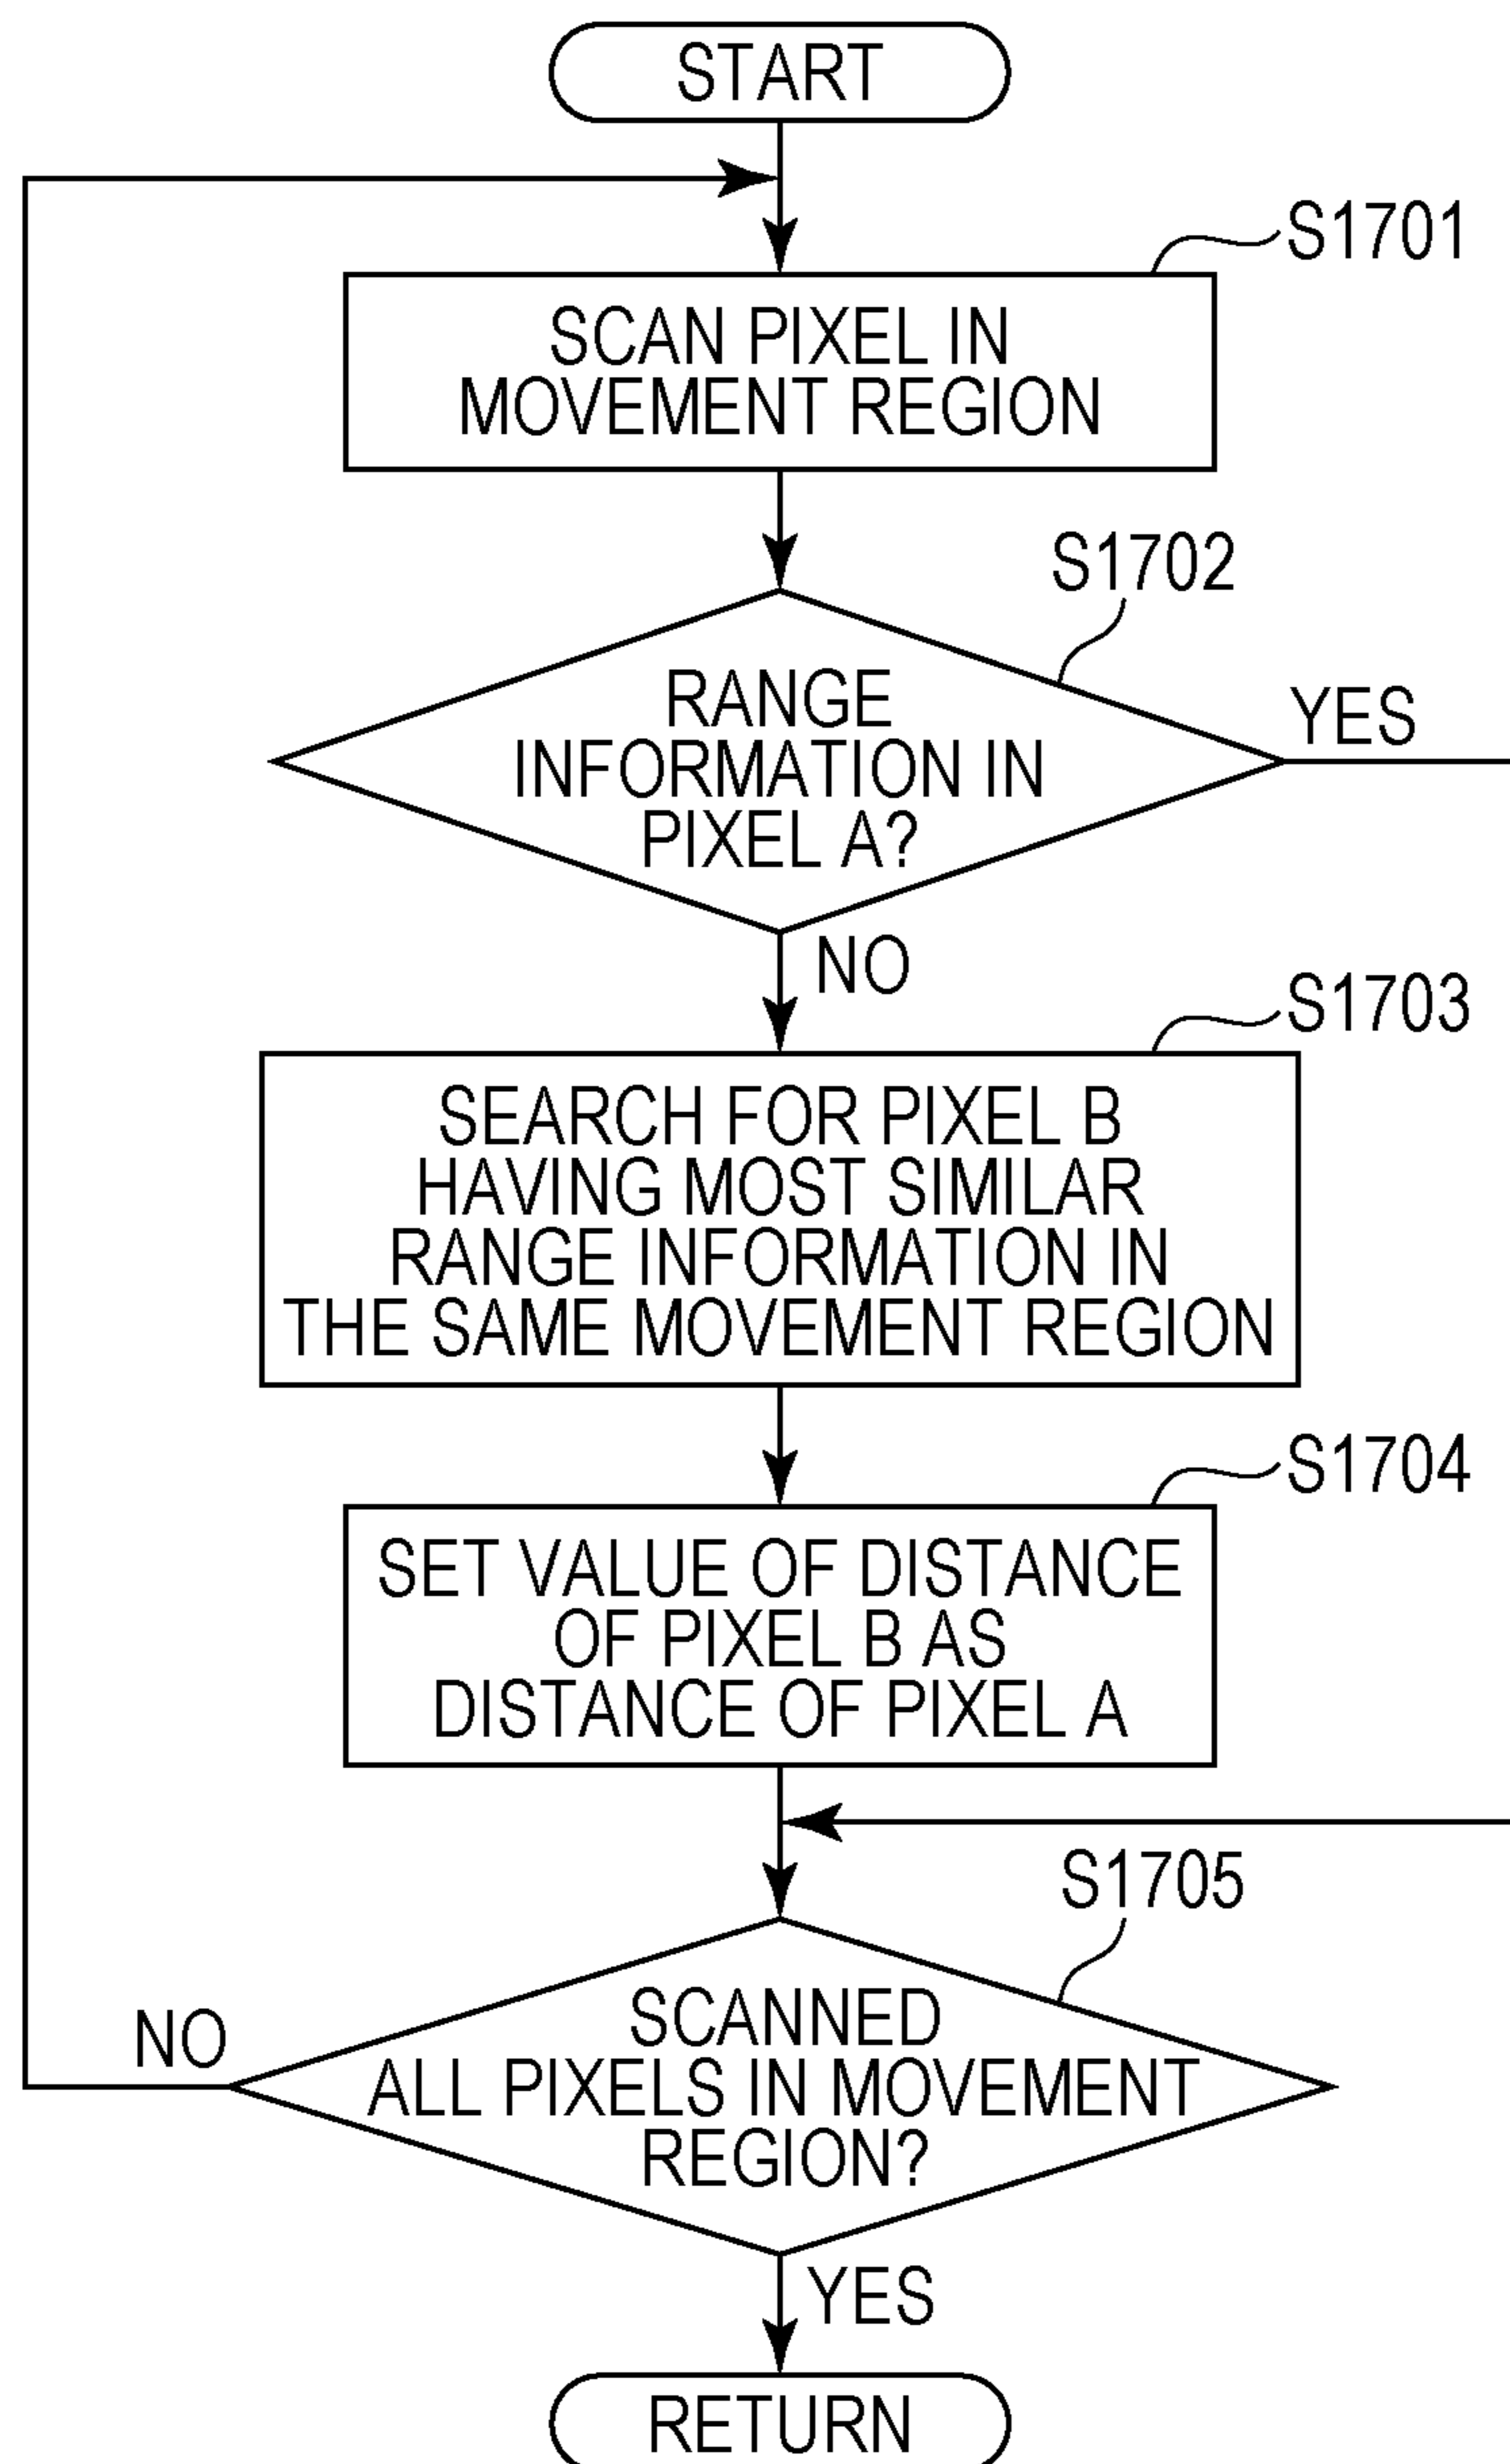 START
S1701
SCAN PIXEL IN
MOVEMENT REGION
S1702
RANGE
INFORMATION IN
PIXEL A?
YES
NO
S1703
SEARCH FOR PIXEL B
HAVING MOST SIMILAR
RANGE INFORMATION IN
THE SAME MOVEMENT REGION
S1704
SET VALUE OF DISTANCE
OF PIXEL B AS
DISTANCE OF PIXEL A
S1705
SCANNED
ALL PIXELS IN MOVEMENT
REGION?
NO
YES
RETURN